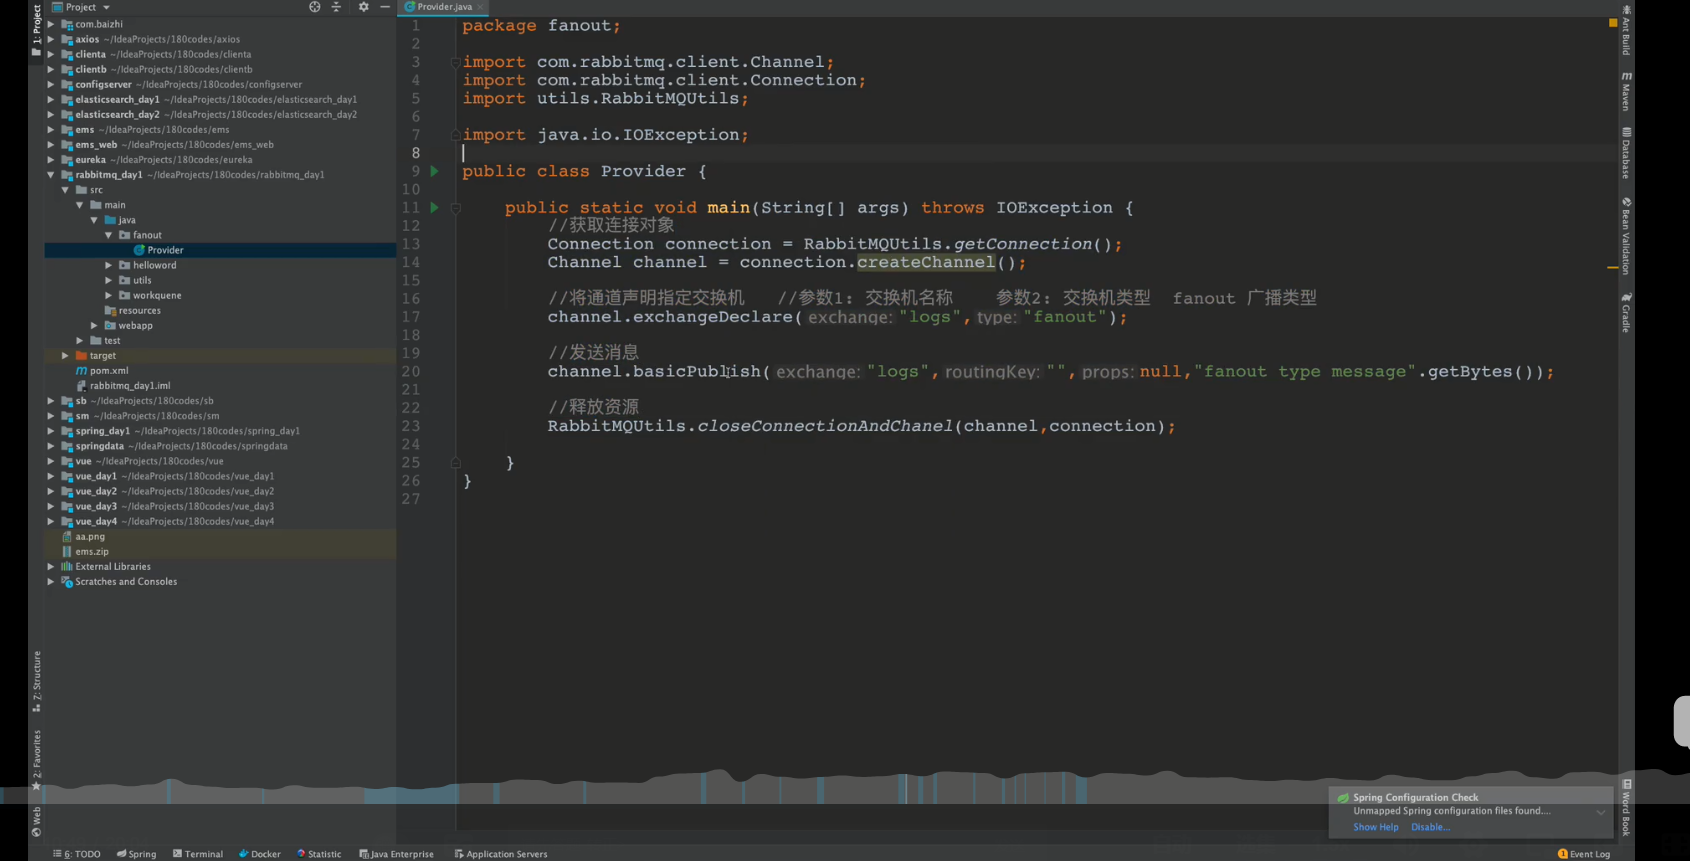 Project
Provider.java
1: Project
com.baizhi
axios ~/IdeaProjects/180codes/axios
clienta ~/IdeaProjects/180codes/clienta
clientb ~/IdeaProjects/180codes/clientb
configserver ~/IdeaProjects/180codes/configserver
elasticsearch_day1 ~/IdeaProjects/180codes/elasticsearch_day1
elasticsearch_day2 ~/IdeaProjects/180codes/elasticsearch_day2
ems ~/IdeaProjects/180codes/ems
ems_web ~/IdeaProjects/180codes/ems_web
eureka ~/IdeaProjects/180codes/eureka
rabbitmq_day1 ~/IdeaProjects/180codes/rabbitmq_day1
src
main
java
fanout
Provider
helloword
utils
workquene
resources
webapp
test
target
pom.xml
rabbitmq_day1.iml
sb ~/IdeaProjects/180codes/sb
sm ~/IdeaProjects/180codes/sm
spring_day1 ~/IdeaProjects/180codes/spring_day1
springdata ~/IdeaProjects/180codes/springdata
vue ~/IdeaProjects/180codes/vue
vue_day1 ~/IdeaProjects/180codes/vue_day1
vue_day2 ~/IdeaProjects/180codes/vue_day2
vue_day3 ~/IdeaProjects/180codes/vue_day3
vue_day4 ~/IdeaProjects/180codes/vue_day4
aa.png
ems.zip
External Libraries
Scratches and Consoles
Z: Structure
2: Favorites
Web
1 package fanout;
2
3 import com.rabbitmq.client.Channel;
4 import com.rabbitmq.client.Connection;
5 import utils.RabbitMQUtils;
6
7 import java.io.IOException;
8
9 public class Provider {
10
11 public static void main(String[] args) throws IOException {
12 //获取连接对象
13 Connection connection = RabbitMQUtils.getConnection();
14 Channel channel = connection.createChannel();
15
16 //将通道声明指定交换机 //参数1: 交换机名称 参数2: 交换机类型 fanout 广播类型
17 channel.exchangeDeclare( exchange: "logs", type: "fanout");
18
19 //发送消息
20 channel.basicPublish( exchange: "logs", routingKey: "", props: null,"fanout type message".getBytes());
21
22 //释放资源
23 RabbitMQUtils.closeConnectionAndChanel(channel,connection);
24
25 }
26 }
27
Ant Build
Maven
Database
Bean Validation
Gradle
Word Book
Spring Configuration Check
Unmapped Spring configuration files found....
Show Help Disable...
6: TODO Spring Terminal Docker Statistic Java Enterprise Application Servers
1 Event Log